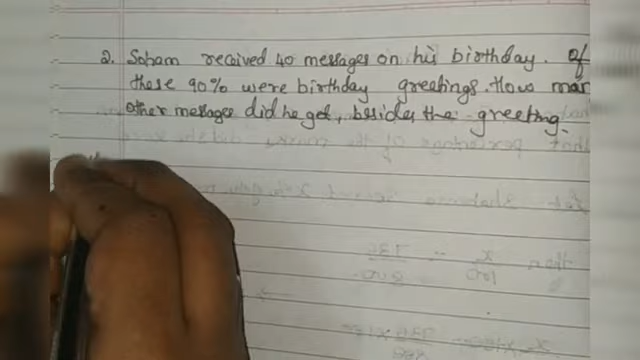 2. Soham received 40 messages on his birthday. Of
these 90% were birthday greetings. How man
other messages did he get, besides the greeting.